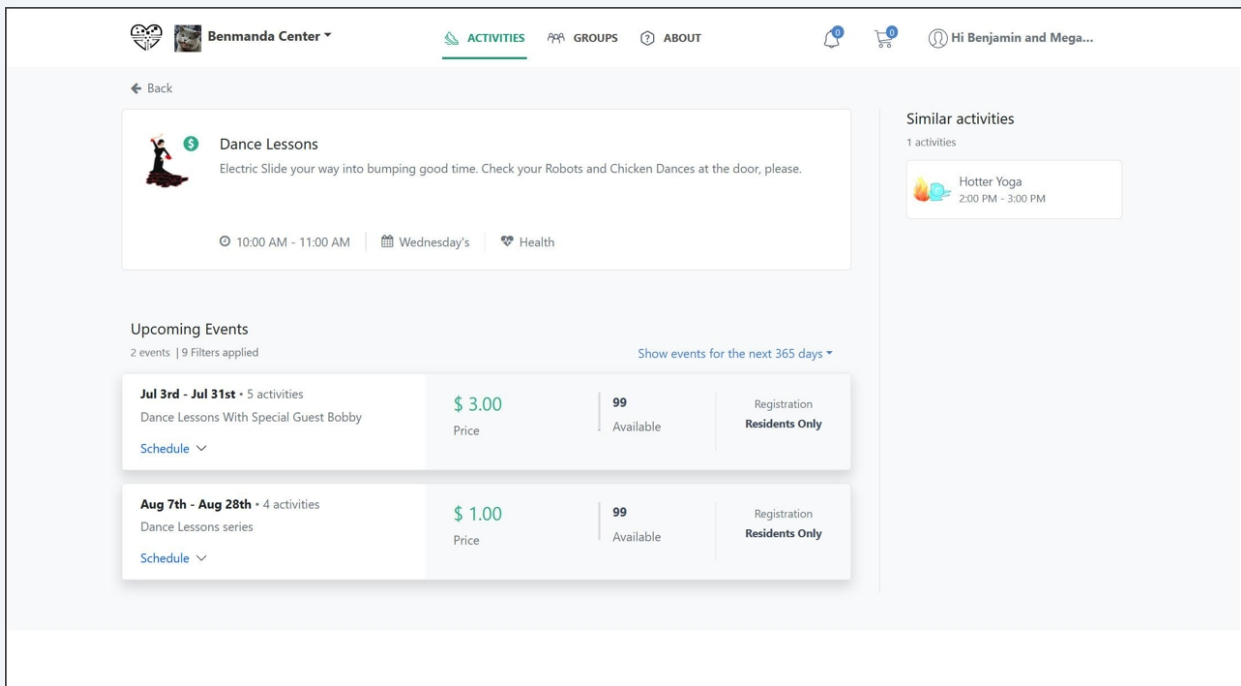 Benmanda Center
ACTIVITIES
GROUPS
ABOUT
0
0
Hi Benjamin and Mega...
Back
$
Dance Lessons
Electric Slide your way into bumping good time. Check your Robots and Chicken Dances at the door, please.
10:00 AM - 11:00 AM
Wednesday's
Health
Similar activities
1 activities
Hotter Yoga
2:00 PM - 3:00 PM
Upcoming Events
2 events | 9 Filters applied
Show events for the next 365 days
Jul 3rd - Jul 31st • 5 activities
Dance Lessons With Special Guest Bobby
Schedule
$ 3.00
Price
99
Available
Registration
Residents Only
Aug 7th - Aug 28th • 4 activities
Dance Lessons series
Schedule
$ 1.00
Price
99
Available
Registration
Residents Only